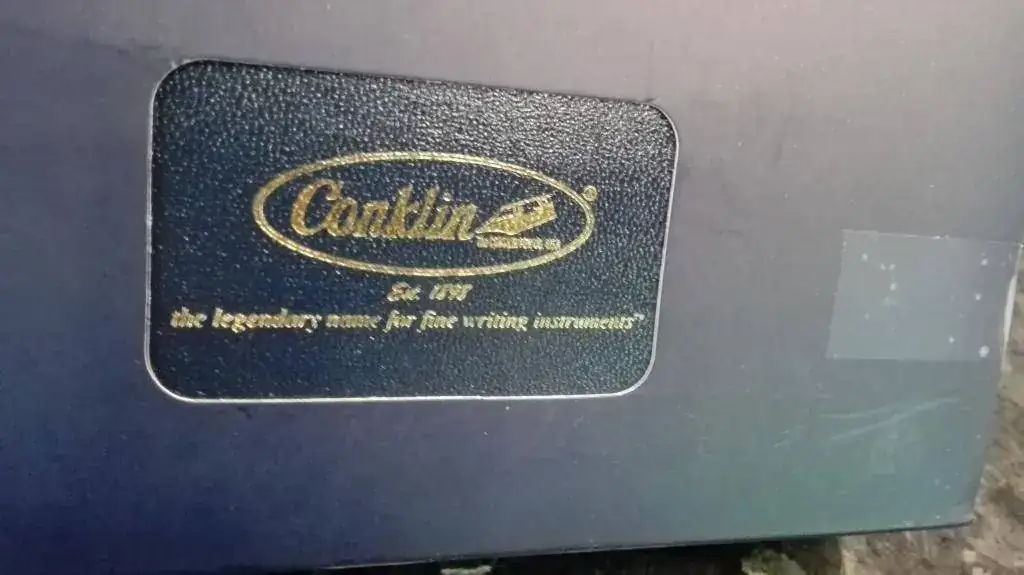 Conklin ®
Est. 1898
the legendary name for fine writing instruments